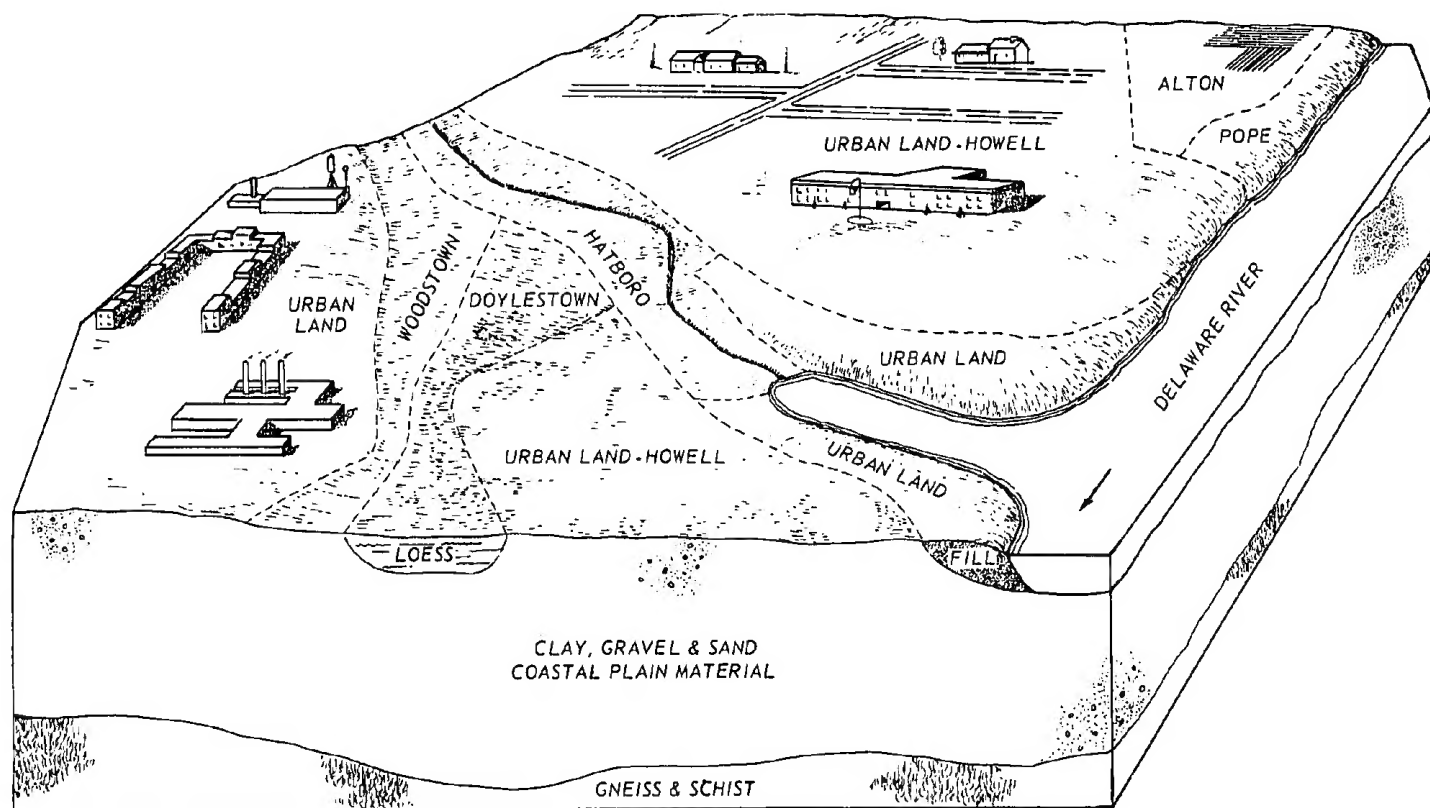 ALTON
POPE
URBAN LAND-HOWELL
HATBORO
WOODSTOWN
DOYLESTOWN
URBAN
LAND
DELAWARE RIVER
URBAN LAND
URBAN LAND-HOWELL
URBAN LAND
LOESS
FILL
CLAY, GRAVEL & SAND
COASTAL PLAIN MATERIAL
GNEISS & SCHIST